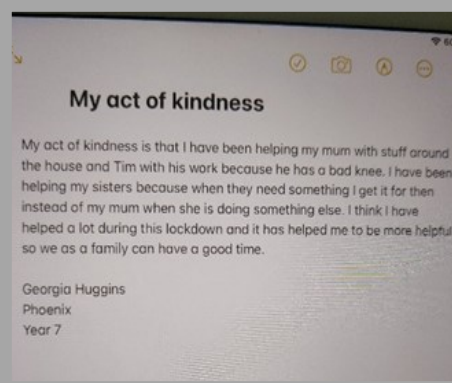 60
My act of kindness
My act of kindness is that I have been helping my mum with stuff around
the house and Tim with his work because he has a bad knee. I have been
helping my sisters because when they need something I get it for then
instead of my mum when she is doing something else. I think I have
helped a lot during this lockdown and it has helped me to be more helpful
so we as a family can have a good time.
Georgia Huggins
Phoenix
Year 7